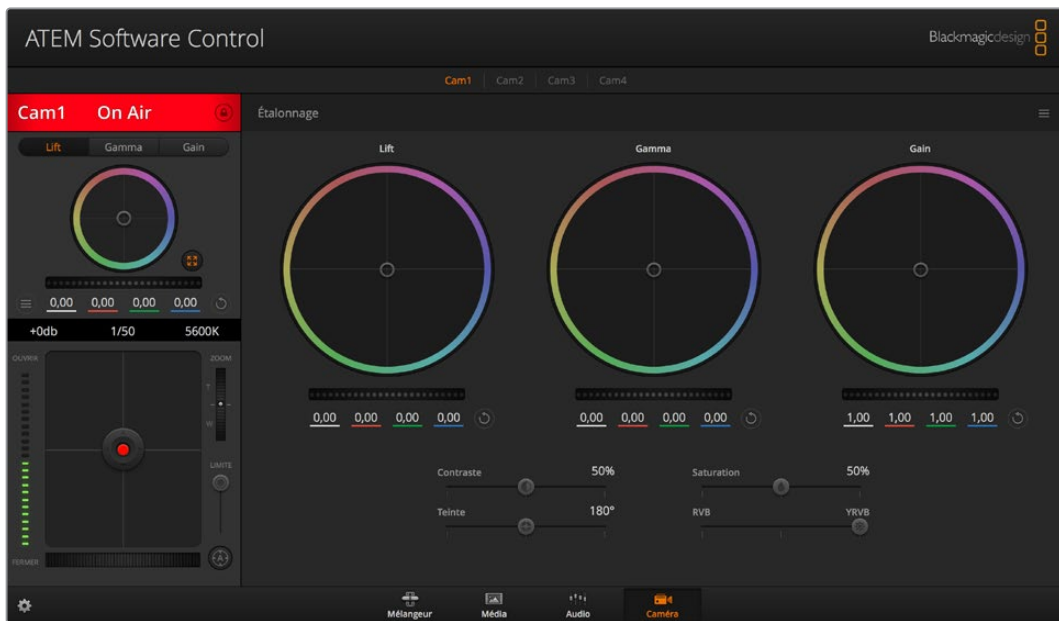 ATEM Software Control
Blackmagicdesign
Cam1 Cam2 Cam3 Cam4
Cam1 On Air
Étalonnage
Lift Gamma Gain
Lift Gamma Gain
0,00 0,00 0,00 0,00
+0db 1/50 5600K
OUVRIR ZOOM
T
W
LIMITE
FERMER
A
0,00 0,00 0,00 0,00
0,00 0,00 0,00 0,00
1,00 1,00 1,00 1,00
Contraste 50%
Saturation 50%
Teinte 180°
RVB YRVB
Mélangeur Média Audio Caméra